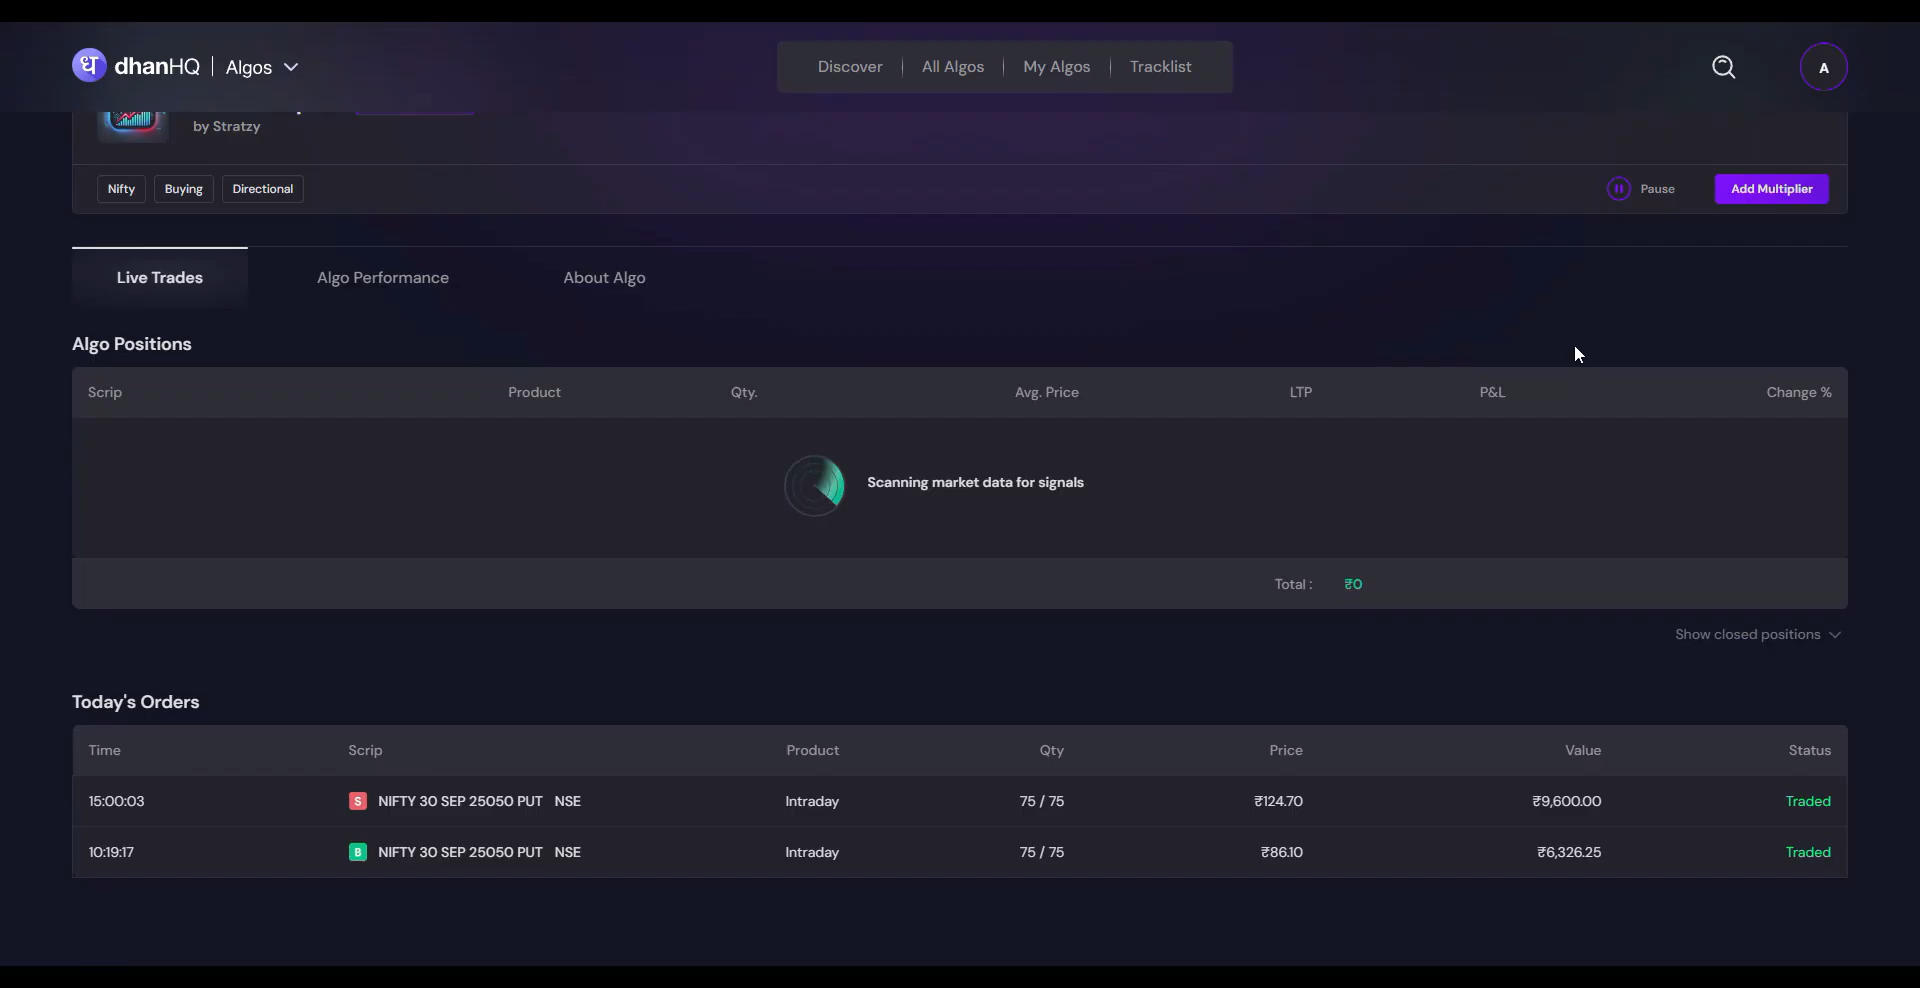 ध dhanHQ | Algos
Discover | All Algos | My Algos | Tracklist
A
by Stratzy
Nifty Buying Directional
Pause Add Multiplier
Live Trades Algo Performance About Algo
Algo Positions
Scrip Product Qty. Avg. Price LTP P&L Change %
Scanning market data for signals
Total : ₹0
Show closed positions
Today's Orders
Time Scrip Product Qty Price Value Status
15:00:03 S NIFTY 30 SEP 25050 PUT NSE Intraday 75 / 75 ₹124.70 ₹9,600.00 Traded
10:19:17 B NIFTY 30 SEP 25050 PUT NSE Intraday 75 / 75 ₹86.10 ₹6,326.25 Traded